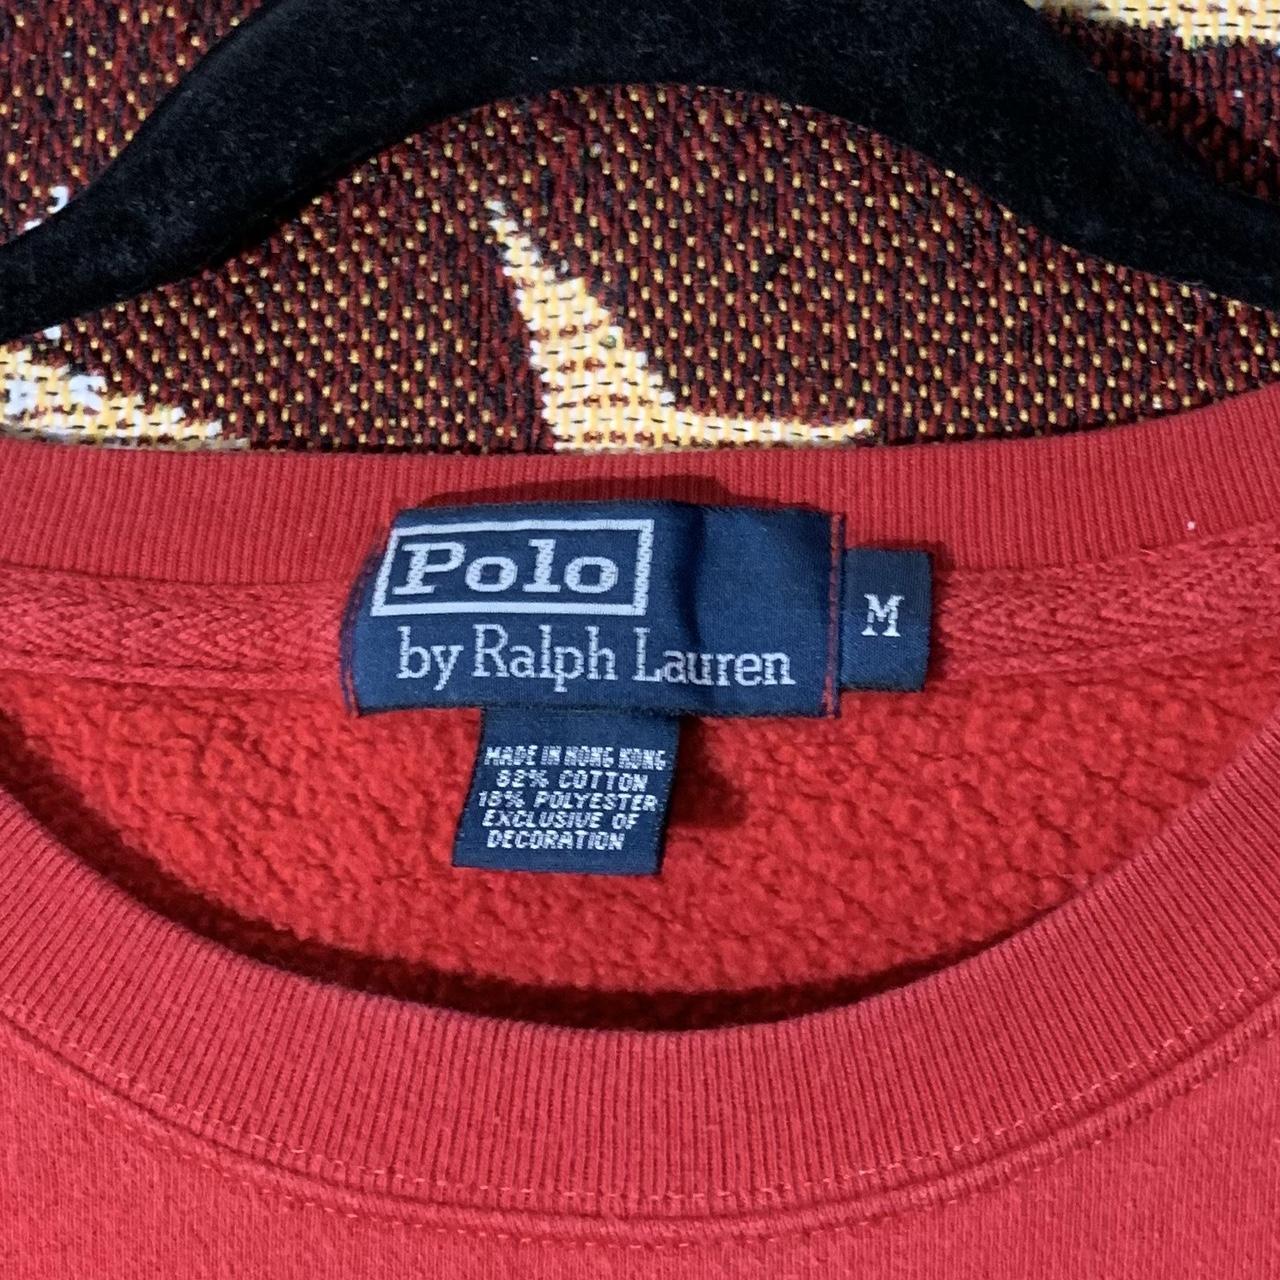 Polo
by Ralph Lauren
M
MADE IN HONG KONG
82% COTTON
18% POLYESTER
EXCLUSIVE OF
DECORATION